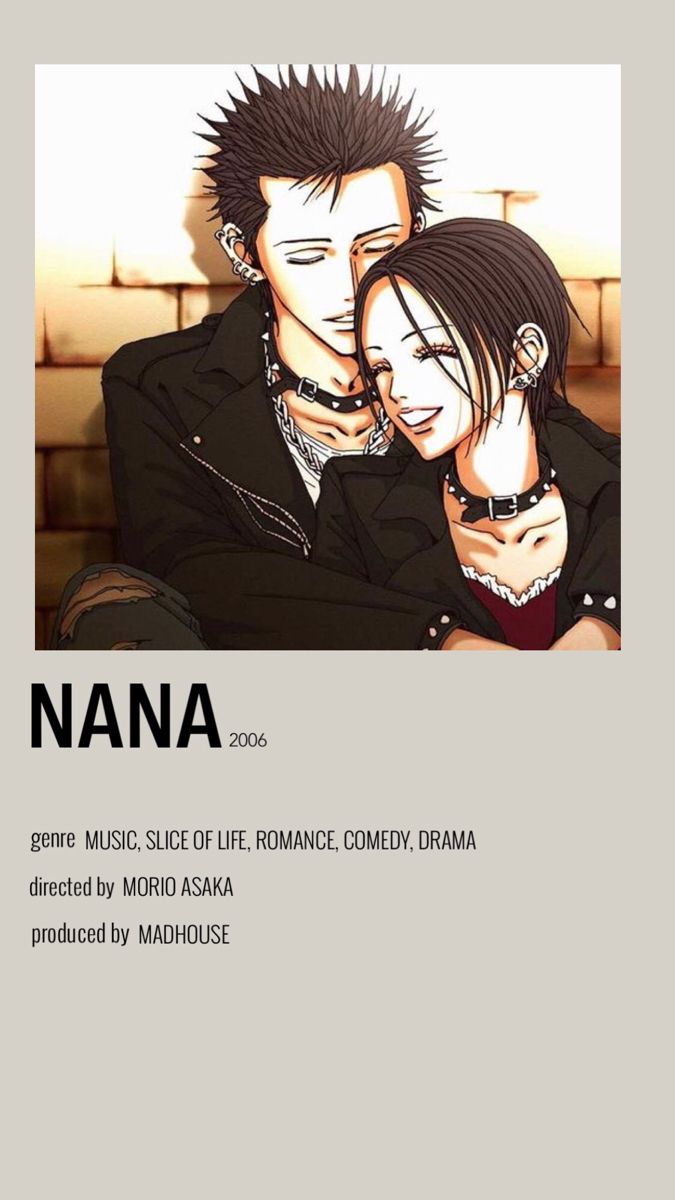 NANA 2006
genre MUSIC, SLICE OF LIFE, ROMANCE, COMEDY, DRAMA
directed by MORIO ASAKA
produced by MADHOUSE